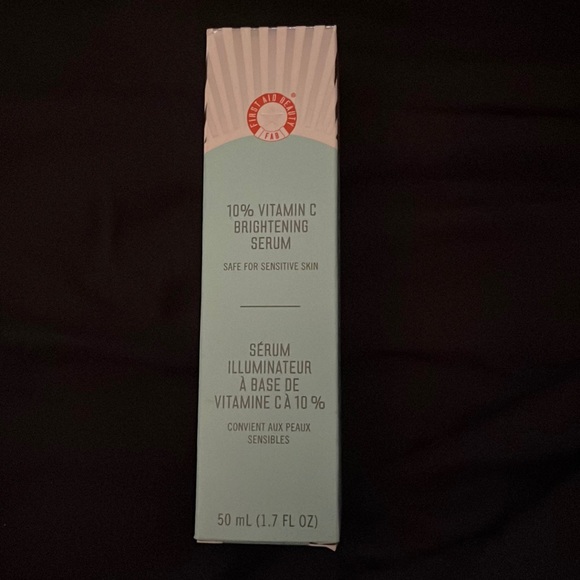 FIRST AID BEAUTY
®
FAB
10% VITAMIN C
BRIGHTENING
SERUM
SAFE FOR SENSITIVE SKIN
SÉRUM
ILLUMINATEUR
À BASE DE
VITAMINE C À 10 %
CONVIENT AUX PEAUX
SENSIBLES
50 mL (1.7 FL OZ)